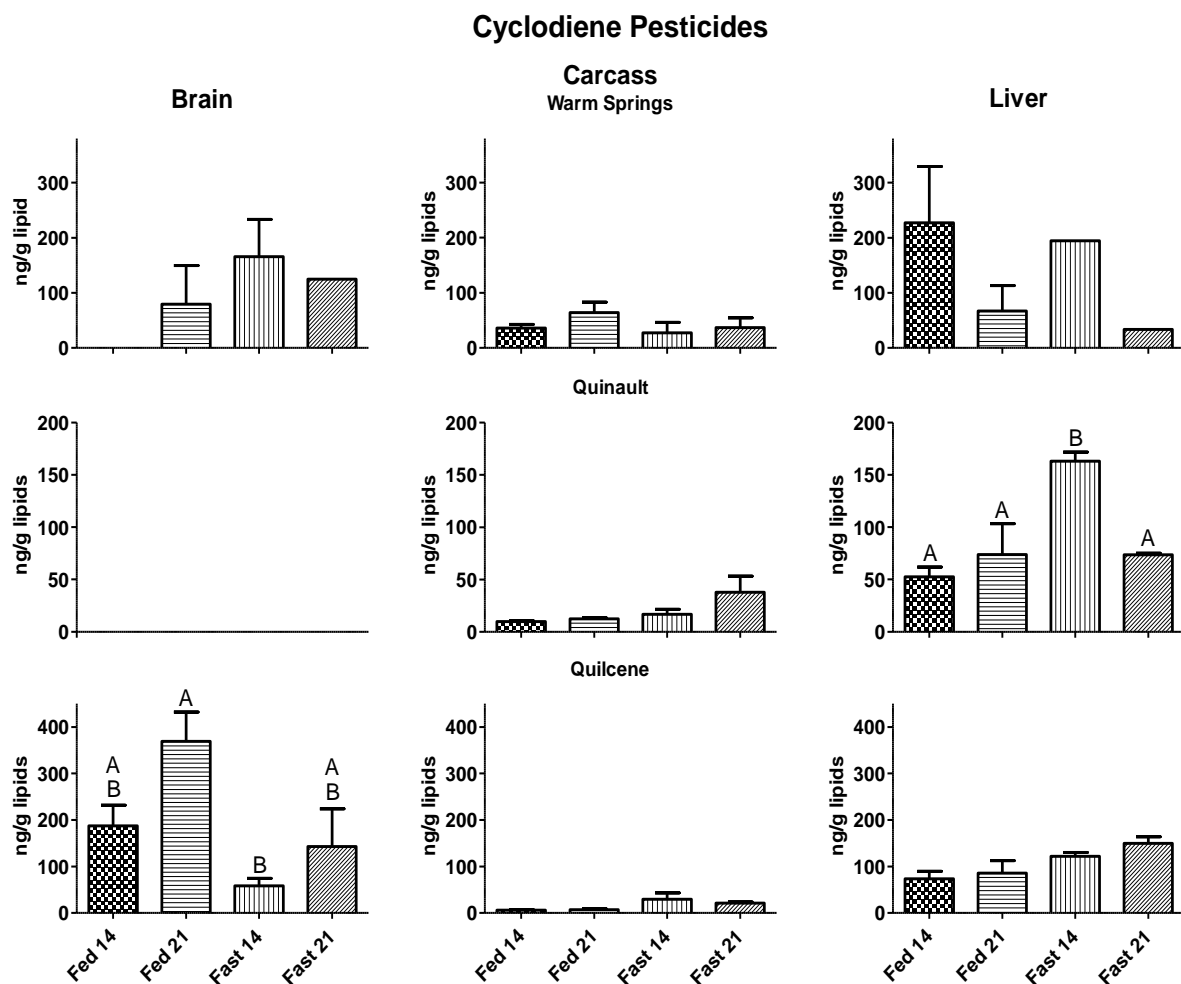 Cyclodiene Pesticides
Brain
Carcass
Warm Springs
Liver
ng/g lipid
300
200
100
0
ng/g lipids
300
200
100
0
ng/g lipids
300
200
100
0
Quinault
ng/g lipids
200
150
100
50
0
ng/g lipids
200
150
100
50
0
ng/g lipids
200
150
100
50
0
A
A
B
A
Quilcene
ng/g lipids
400
300
200
100
0
A
B
A
B
A
B
Fed 14
Fed 21
Fast 14
Fast 21
ng/g lipids
400
300
200
100
0
Fed 14
Fed 21
Fast 14
Fast 21
ng/g lipids
400
300
200
100
0
Fed 14
Fed 21
Fast 14
Fast 21